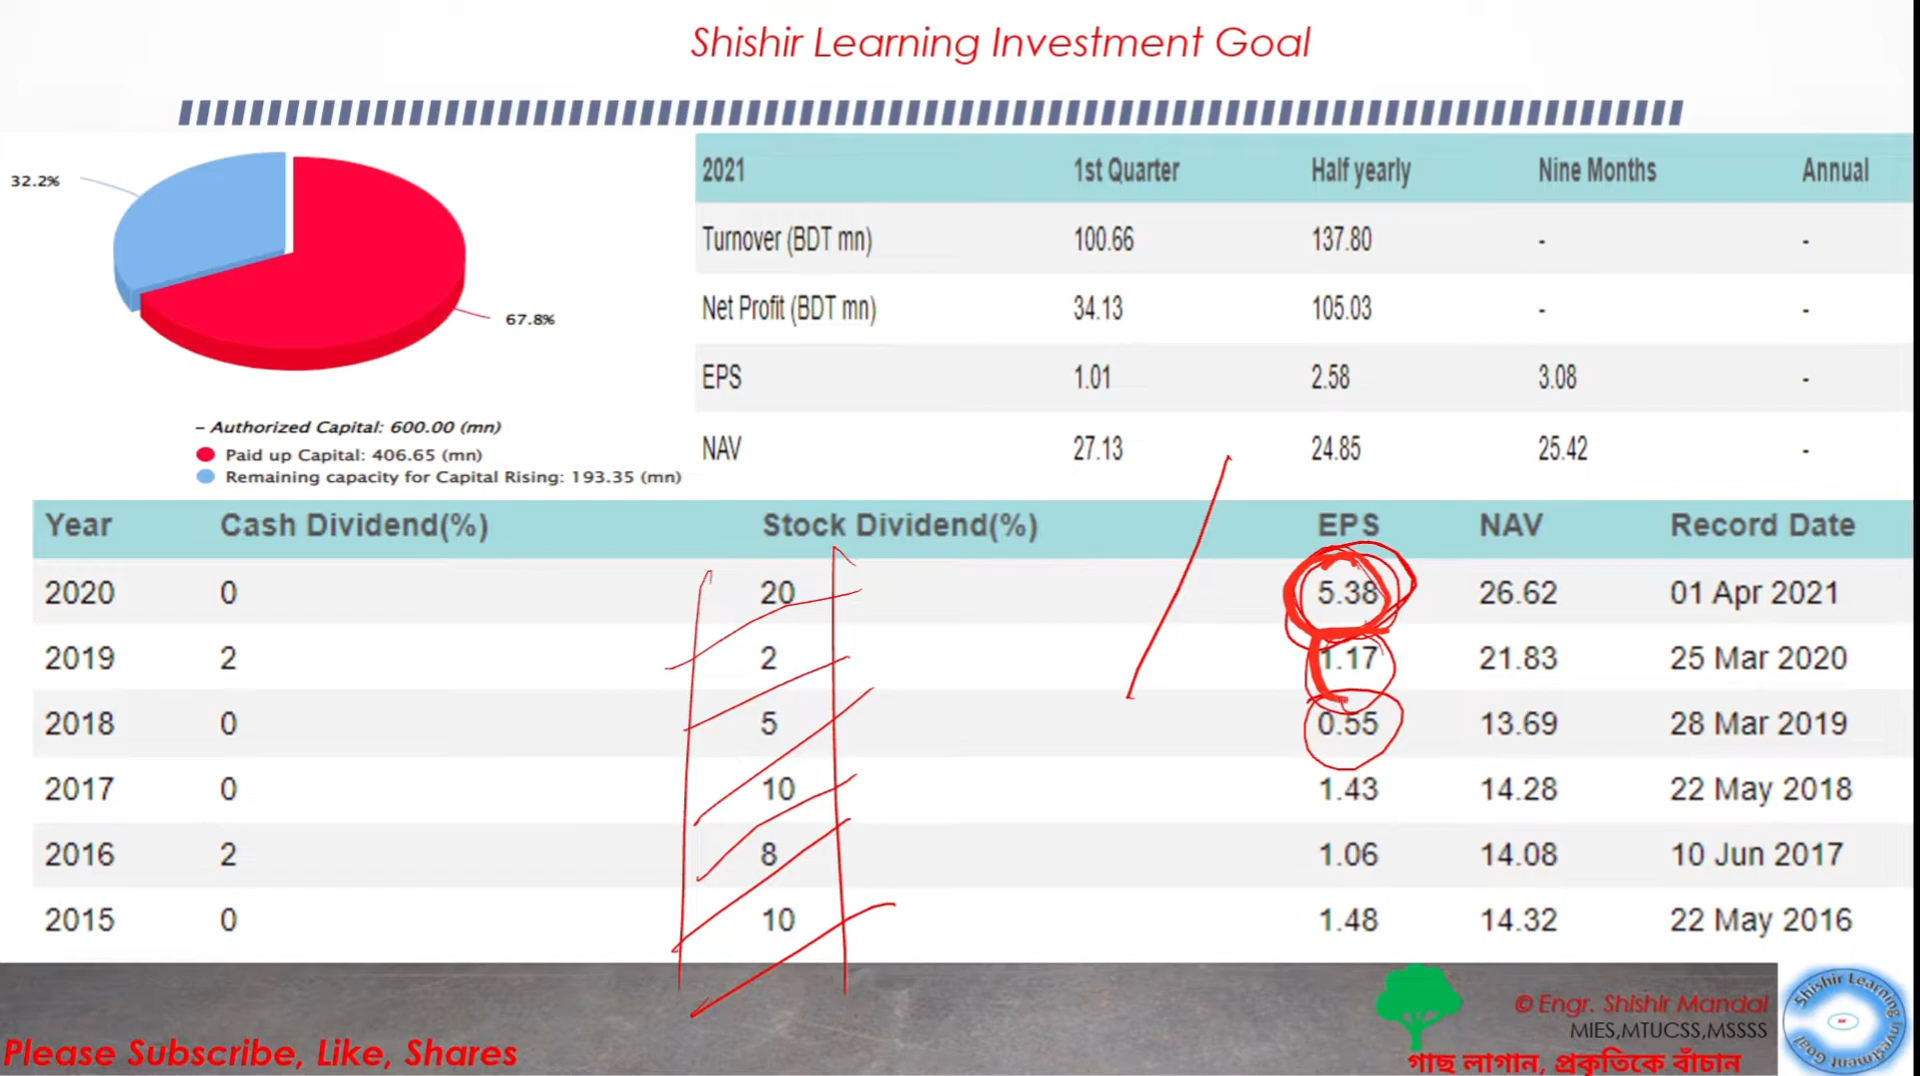 Shishir Learning Investment Goal
32.2%
67.8%
– Authorized Capital: 600.00 (mn)
Paid up Capital: 406.65 (mn)
Remaining capacity for Capital Rising: 193.35 (mn)
2021 1st Quarter Half yearly Nine Months Annual
Turnover (BDT mn) 100.66 137.80 - -
Net Profit (BDT mn) 34.13 105.03 - -
EPS 1.01 2.58 3.08 -
NAV 27.13 24.85 25.42 -
Year Cash Dividend(%) Stock Dividend(%) EPS NAV Record Date
2020 0 20 5.38 26.62 01 Apr 2021
2019 2 2 1.17 21.83 25 Mar 2020
2018 0 5 0.55 13.69 28 Mar 2019
2017 0 10 1.43 14.28 22 May 2018
2016 2 8 1.06 14.08 10 Jun 2017
2015 0 10 1.48 14.32 22 May 2016
Please Subscribe, Like, Shares
© Engr. Shishir Mandal
MIES,MTUCSS,MSSSS
গাছ লাগান, প্রকৃতিকে বাঁচান
Shishir Learning Investment Goal